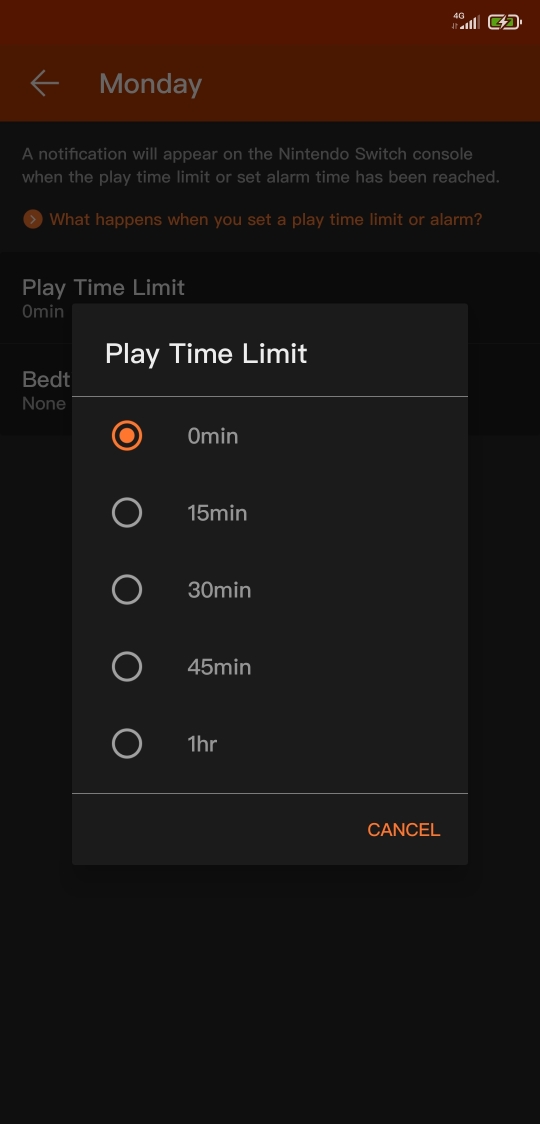 4G
Monday
A notification will appear on the Nintendo Switch console
when the play time limit or set alarm time has been reached.
What happens when you set a play time limit or alarm?
Play Time Limit
0min
Bedt
None
Play Time Limit
0min
15min
30min
45min
1hr
CANCEL